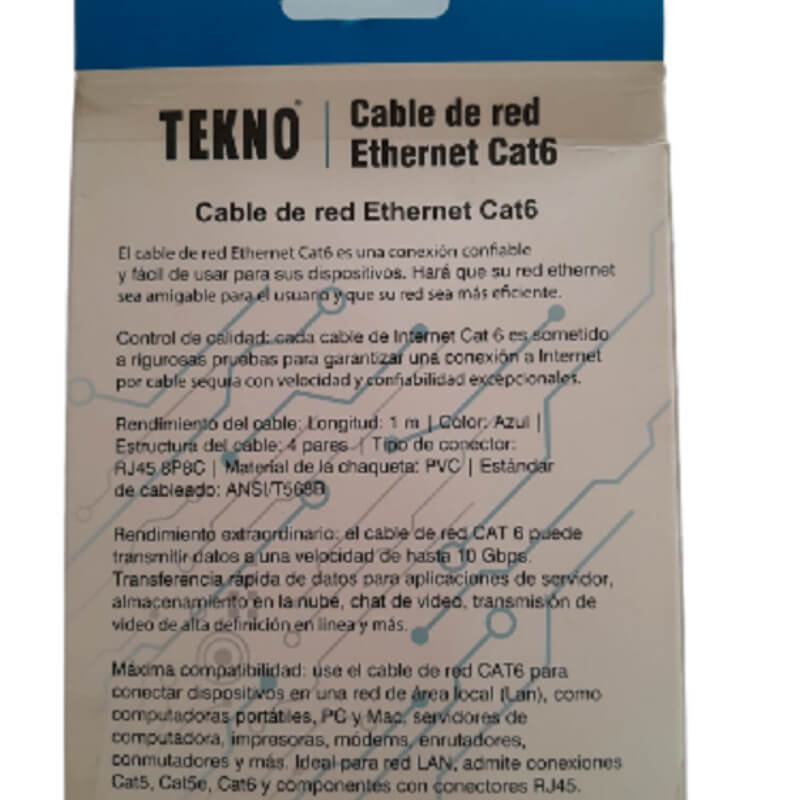 TEKNO®
Cable de red
Ethernet Cat6
Cable de red Ethernet Cat6
El cable de red Ethernet Cat6 es una conexión confiable
y fácil de usar para sus dispositivos. Hará que su red ethernet
sea amigable para el usuario y que su red sea más eficiente.
Control de calidad: cada cable de Internet Cat 6 es sometido
a rigurosas pruebas para garantizar una conexión a Internet
por cable segura con velocidad y confiabilidad excepcionales.
Rendimiento del cable: Longitud: 1 m | Color: Azul |
Estructura del cable: 4 pares | Tipo de conector:
RJ45 8P8C | Material de la chaqueta: PVC | Estándar
de cableado: ANSI/T568B
Rendimiento extraordinario: el cable de red CAT 6 puede
transmitir datos a una velocidad de hasta 10 Gbps.
Transferencia rápida de datos para aplicaciones de servidor,
almacenamiento en la nube, chat de video, transmisión de
video de alta definición en línea y más.
Máxima compatibilidad: use el cable de red CAT6 para
conectar dispositivos en una red de área local (Lan), como
computadoras portátiles, PC y Mac, servidores de
computadora, impresoras, módems, enrutadores,
conmutadores y más. Ideal para red LAN, admite conexiones
Cat5, Cat5e, Cat6 y componentes con conectores RJ45.